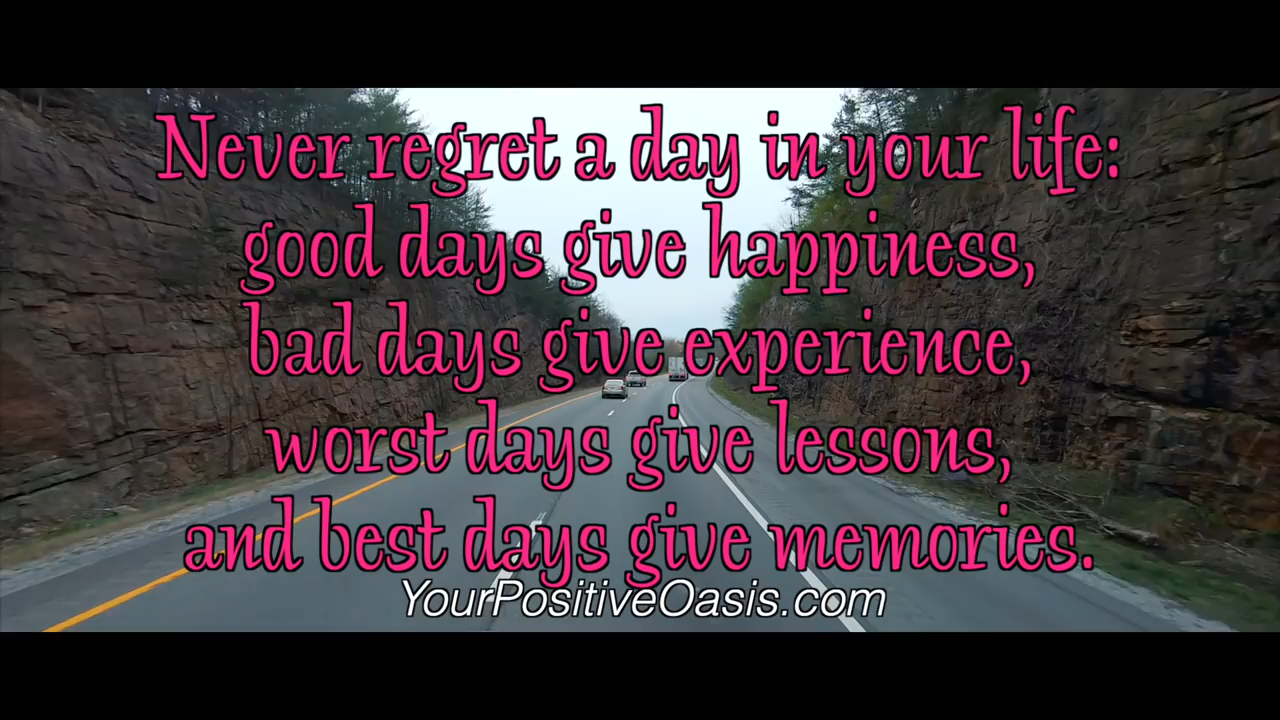 Never regret a day in your life:
good days give happiness,
bad days give experience,
worst days give lessons,
and best days give memories.
YourPositiveOasis.com